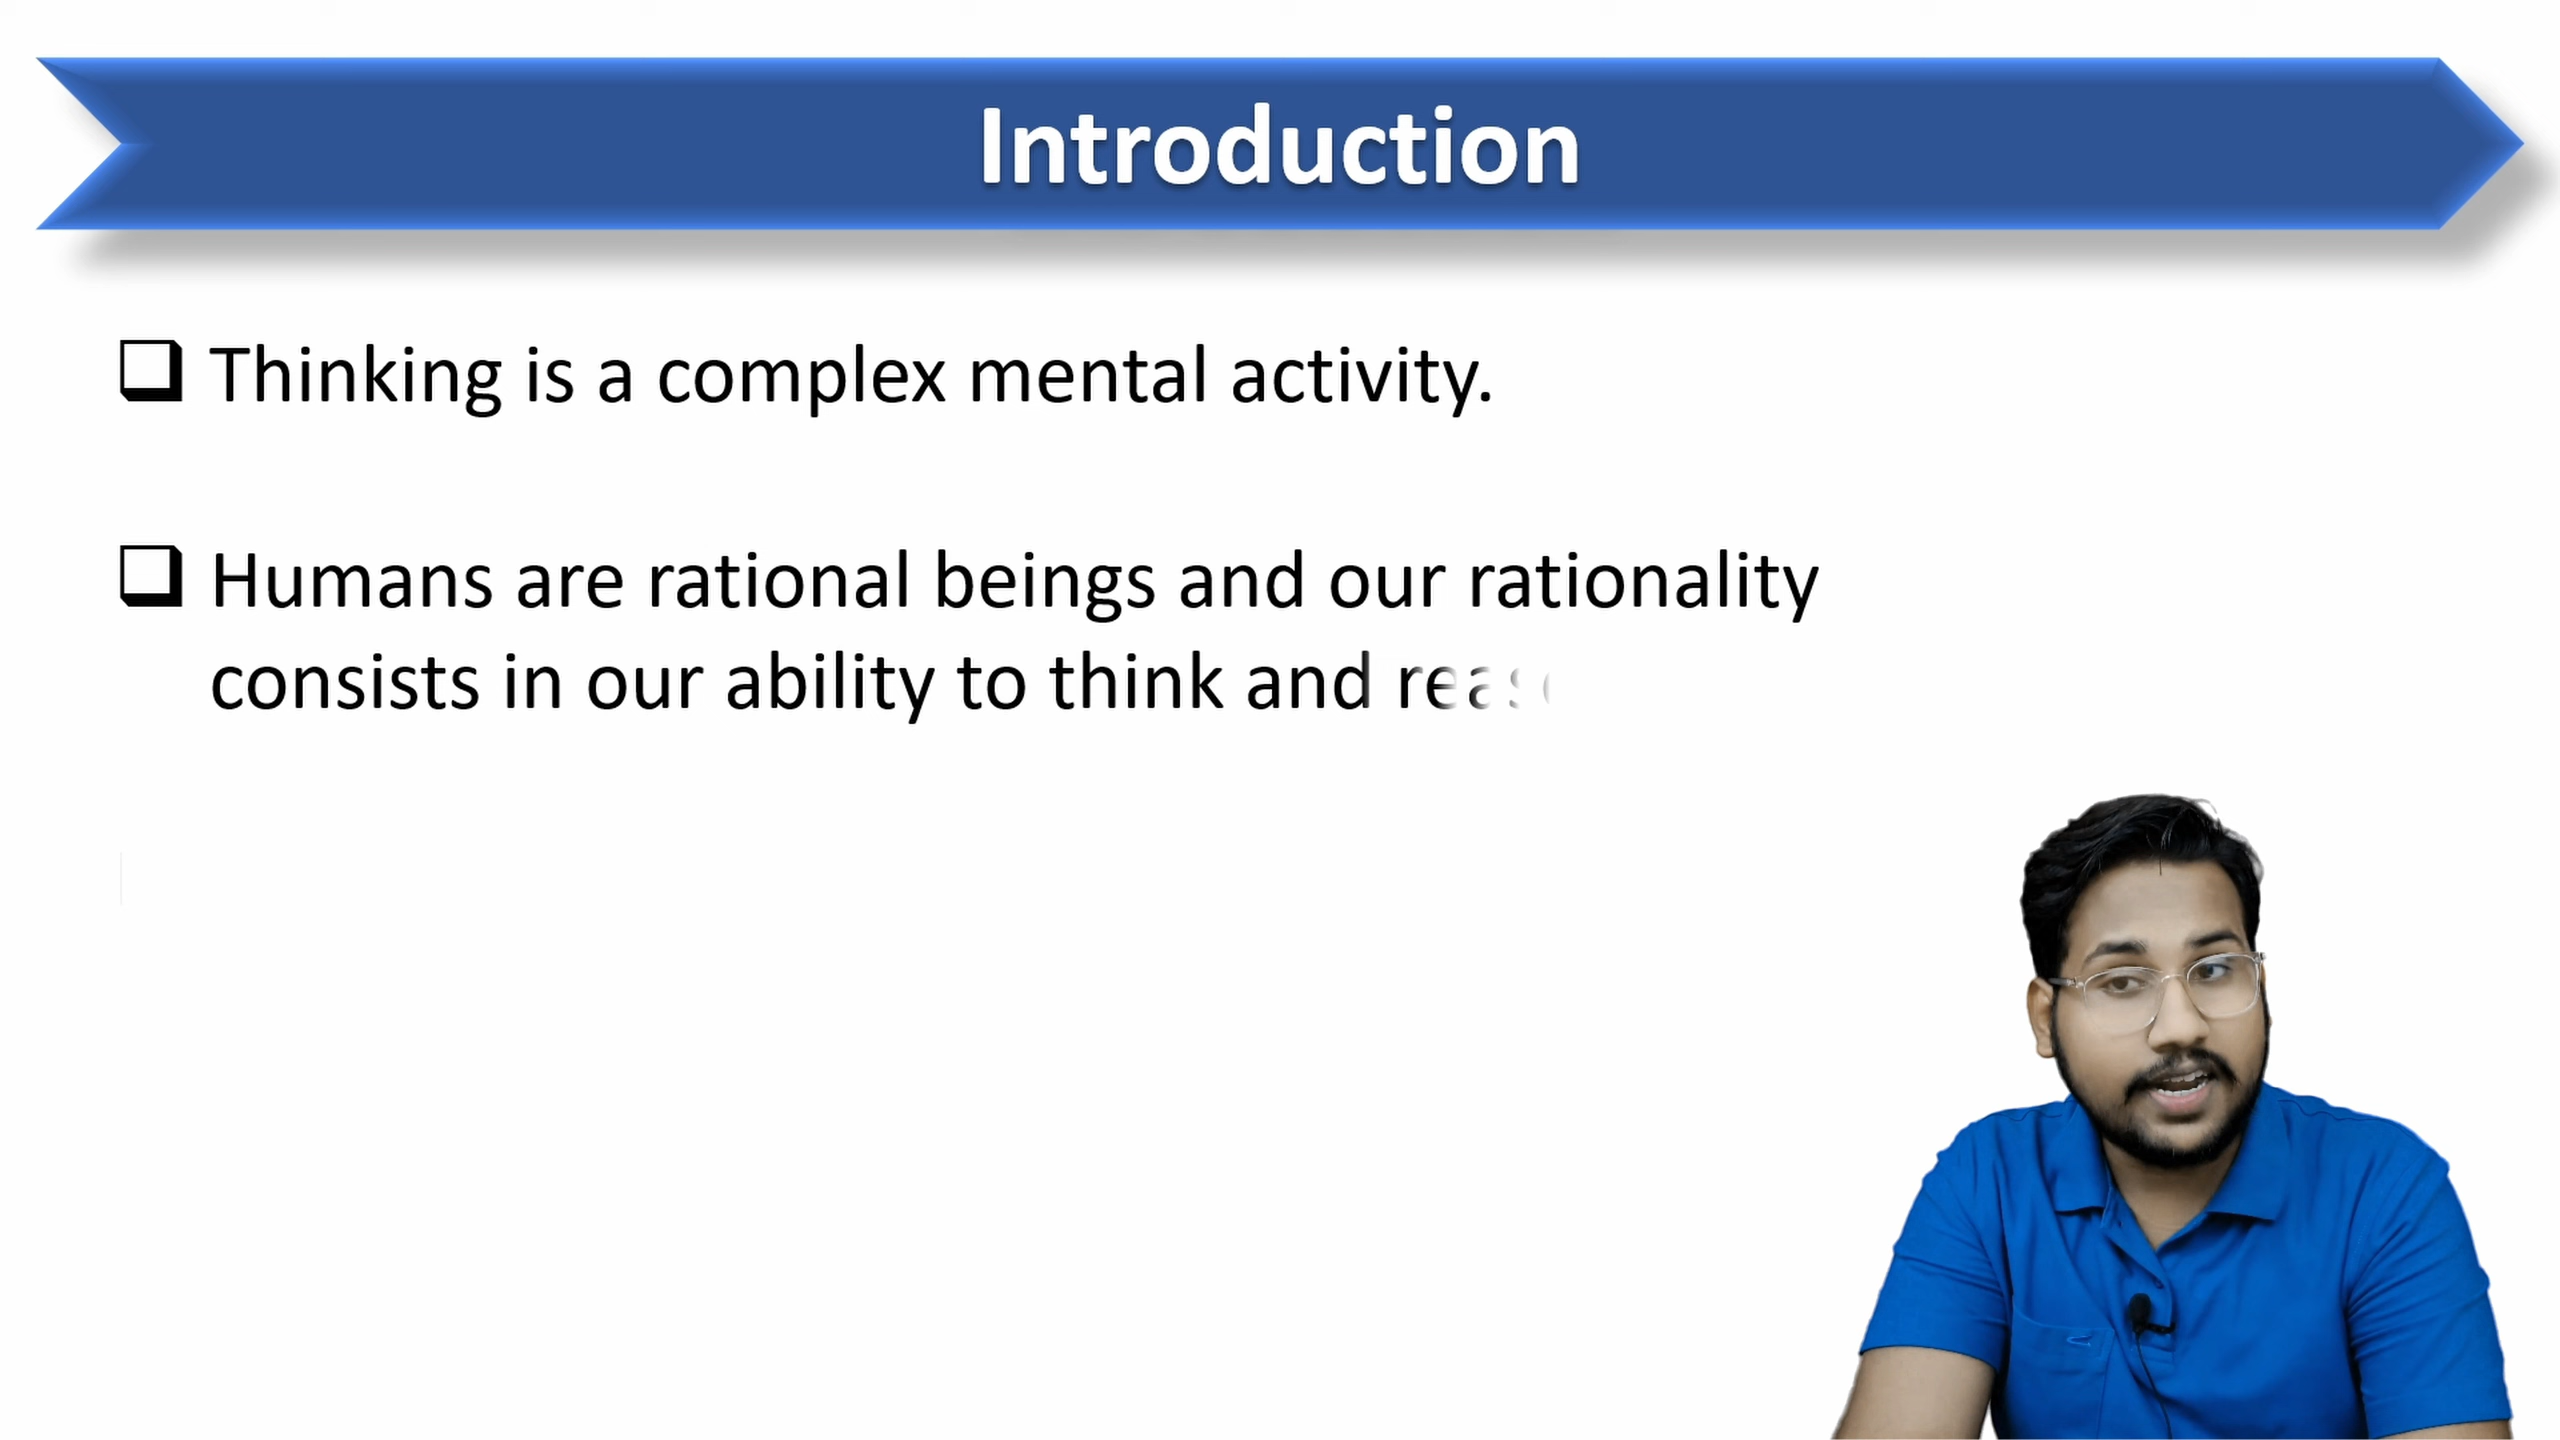 Introduction
Thinking is a complex mental activity.
Humans are rational beings and our rationality
consists in our ability to think and